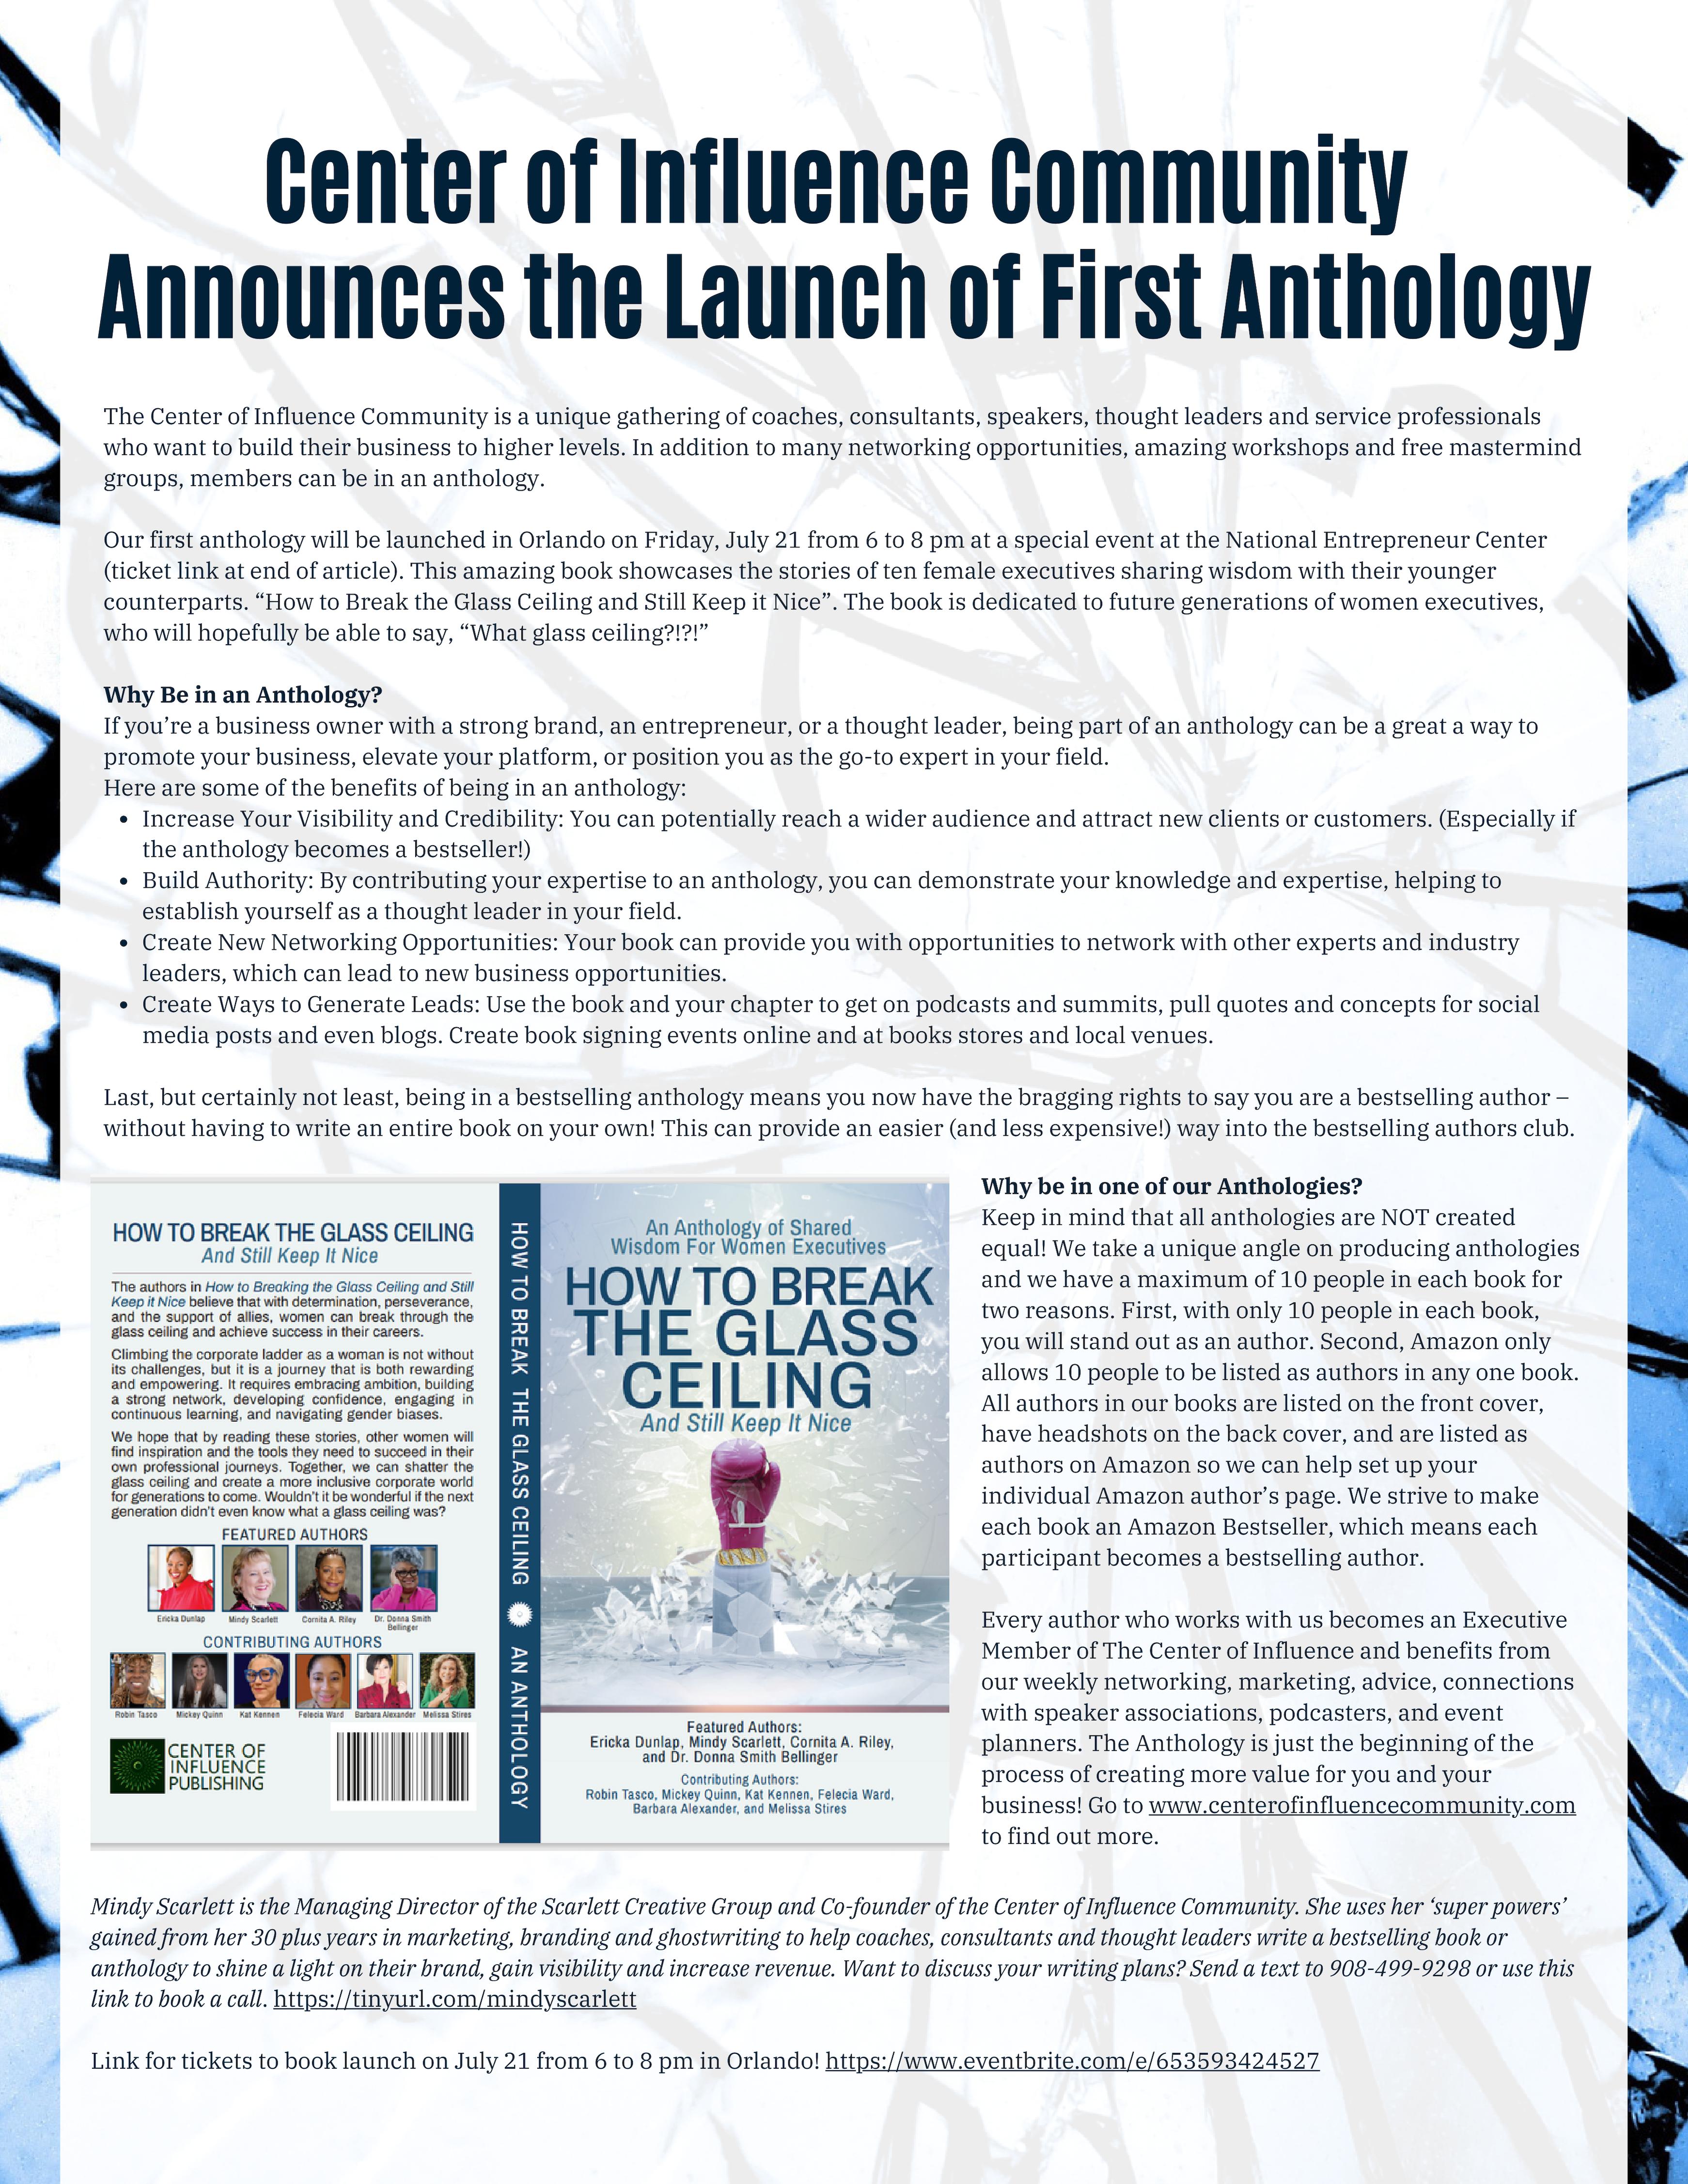 Center of Influence Community
Announces the Launch of First Anthology
The Center of Influence Community is a unique gathering of coaches, consultants, speakers, thought leaders and service professionals
who want to build their business to higher levels. In addition to many networking opportunities, amazing workshops and free mastermind
groups, members can be in an anthology.
Our first anthology will be launched in Orlando on Friday, July 21 from 6 to 8 pm at a special event at the National Entrepreneur Center
(ticket link at end of article). This amazing book showcases the stories of ten female executives sharing wisdom with their younger
counterparts. “How to Break the Glass Ceiling and Still Keep it Nice”. The book is dedicated to future generations of women executives,
who will hopefully be able to say, “What glass ceiling?!?!”
Why Be in an Anthology?
If you’re a business owner with a strong brand, an entrepreneur, or a thought leader, being part of an anthology can be a great a way to
promote your business, elevate your platform, or position you as the go-to expert in your field.
Here are some of the benefits of being in an anthology:
• Increase Your Visibility and Credibility: You can potentially reach a wider audience and attract new clients or customers. (Especially if
the anthology becomes a bestseller!)
• Build Authority: By contributing your expertise to an anthology, you can demonstrate your knowledge and expertise, helping to
establish yourself as a thought leader in your field.
• Create New Networking Opportunities: Your book can provide you with opportunities to network with other experts and industry
leaders, which can lead to new business opportunities.
• Create Ways to Generate Leads: Use the book and your chapter to get on podcasts and summits, pull quotes and concepts for social
media posts and even blogs. Create book signing events online and at books stores and local venues.
Last, but certainly not least, being in a bestselling anthology means you now have the bragging rights to say you are a bestselling author –
without having to write an entire book on your own! This can provide an easier (and less expensive!) way into the bestselling authors club.
HOW TO BREAK THE GLASS CEILING
And Still Keep It Nice
The authors in How to Breaking the Glass Ceiling and Still
Keep it Nice believe that with determination, perseverance,
and the support of allies, women can break through the
glass ceiling and achieve success in their careers.
Climbing the corporate ladder as a woman is not without
its challenges, but it is a journey that is both rewarding
and empowering. It requires embracing ambition, building
a strong network, developing confidence, engaging in
continuous learning, and navigating gender biases.
We hope that by reading these stories, other women will
find inspiration and the tools they need to succeed in their
own professional journeys. Together, we can shatter the
glass ceiling and create a more inclusive corporate world
for generations to come. Wouldn't it be wonderful if the next
generation didn't even know what a glass ceiling was?
FEATURED AUTHORS
Ericka Dunlap Mindy Scarlett Cornita A. Riley Dr. Donna Smith
Bellinger
CONTRIBUTING AUTHORS
Robin Tasco Mickey Quinn Kat Kennen Felecia Ward Barbara Alexander Melissa Stires
CENTER OF
INFLUENCE
PUBLISHING
HOW TO BREAK THE GLASS CEILING AN ANTHOLOGY
An Anthology of Shared
Wisdom For Women Executives
HOW TO BREAK
THE GLASS
CEILING
And Still Keep It Nice
Featured Authors:
Ericka Dunlap, Mindy Scarlett, Cornita A. Riley,
and Dr. Donna Smith Bellinger
Contributing Authors:
Robin Tasco, Mickey Quinn, Kat Kennen, Felecia Ward,
Barbara Alexander, and Melissa Stires
Why be in one of our Anthologies?
Keep in mind that all anthologies are NOT created
equal! We take a unique angle on producing anthologies
and we have a maximum of 10 people in each book for
two reasons. First, with only 10 people in each book,
you will stand out as an author. Second, Amazon only
allows 10 people to be listed as authors in any one book.
All authors in our books are listed on the front cover,
have headshots on the back cover, and are listed as
authors on Amazon so we can help set up your
individual Amazon author’s page. We strive to make
each book an Amazon Bestseller, which means each
participant becomes a bestselling author.
Every author who works with us becomes an Executive
Member of The Center of Influence and benefits from
our weekly networking, marketing, advice, connections
with speaker associations, podcasters, and event
planners. The Anthology is just the beginning of the
process of creating more value for you and your
business! Go to www.centerofinfluencecommunity.com
to find out more.
Mindy Scarlett is the Managing Director of the Scarlett Creative Group and Co-founder of the Center of Influence Community. She uses her ‘super powers’
gained from her 30 plus years in marketing, branding and ghostwriting to help coaches, consultants and thought leaders write a bestselling book or
anthology to shine a light on their brand, gain visibility and increase revenue. Want to discuss your writing plans? Send a text to 908-499-9298 or use this
link to book a call. https://tinyurl.com/mindyscarlett
Link for tickets to book launch on July 21 from 6 to 8 pm in Orlando! https://www.eventbrite.com/e/653593424527